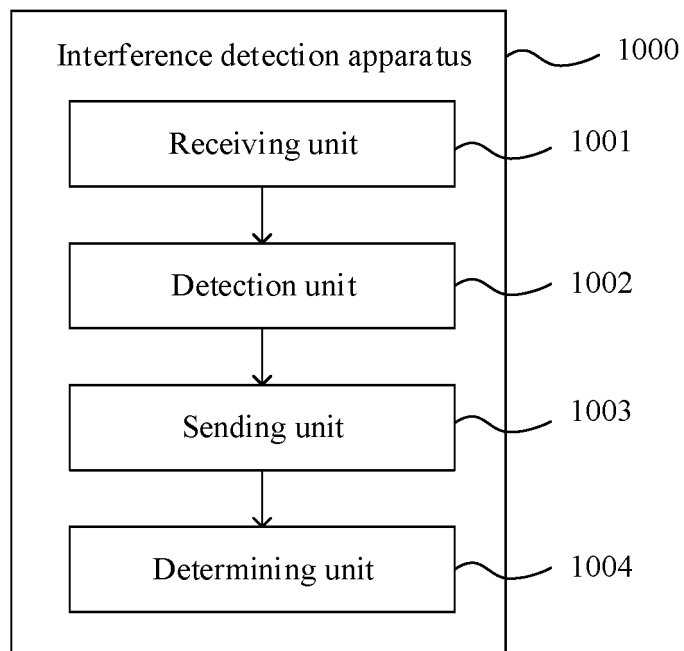 Interference detection apparatus
1000
Receiving unit
1001
Detection unit
1002
Sending unit
1003
Determining unit
1004